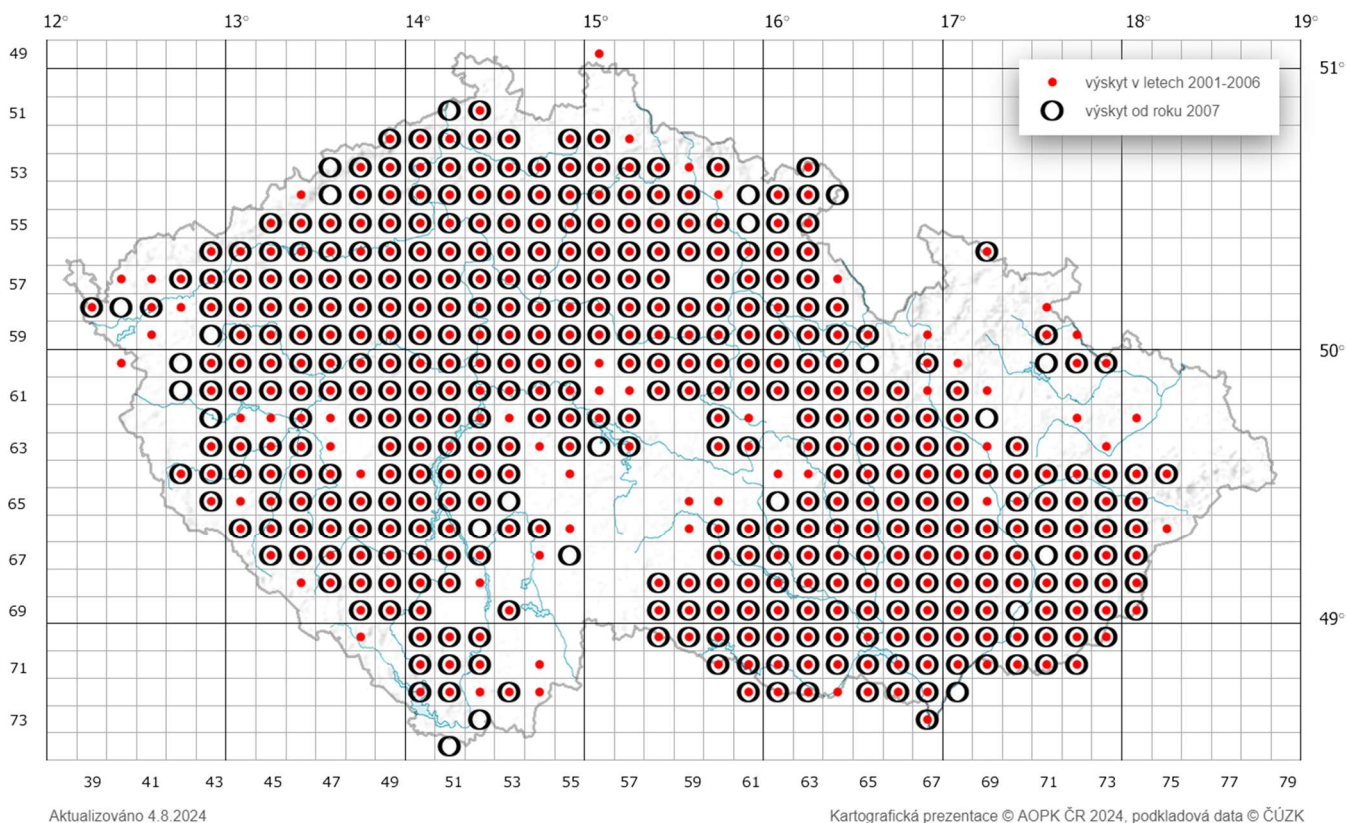 12° 13° 14° 15° 16° 17° 18° 19°
49
51°
výskyt v letech 2001-2006
51
výskyt od roku 2007
53
55
57
59
50°
61
63
65
67
69
49°
71
73
39 41 43 45 47 49 51 53 55 57 59 61 63 65 67 69 71 73 75 77 79
Aktualizováno 4.8.2024
Kartografická prezentace © AOPK ČR 2024, podkladová data © ČÚZK